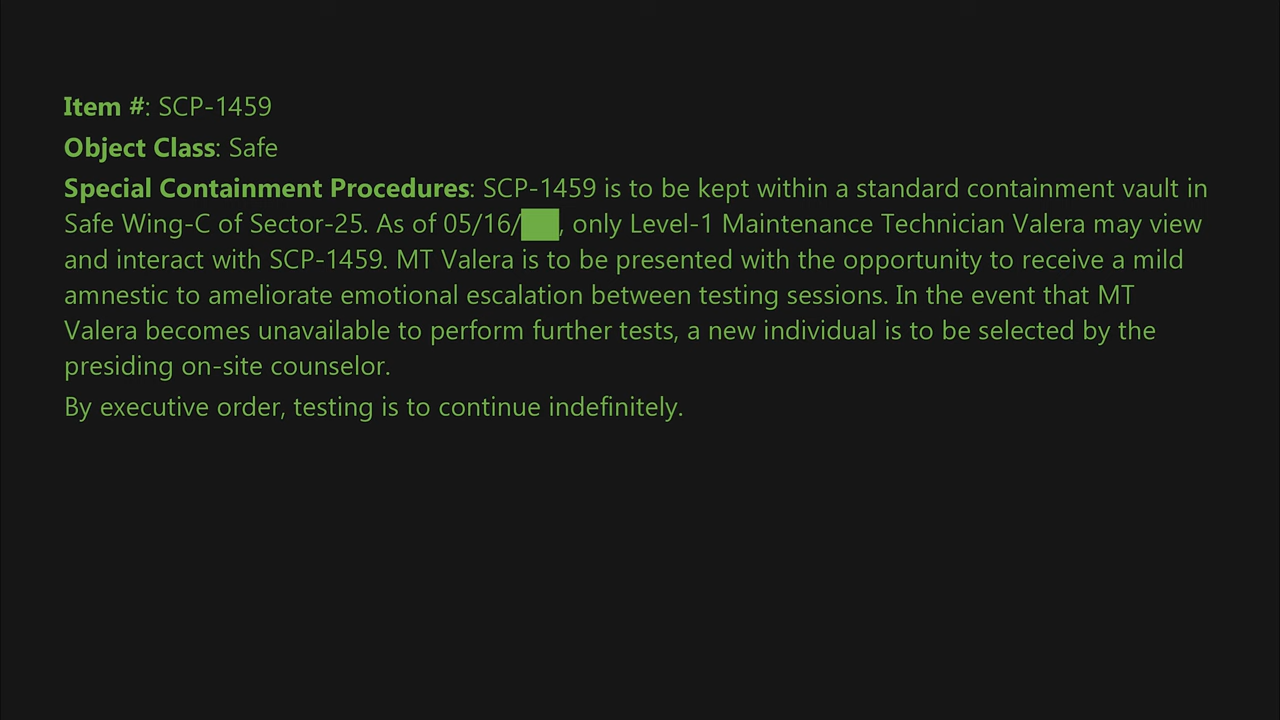 Item #: SCP-1459
Object Class: Safe
Special Containment Procedures: SCP-1459 is to be kept within a standard containment vault in
Safe Wing-C of Sector-25. As of 05/16/██, only Level-1 Maintenance Technician Valera may view
and interact with SCP-1459. MT Valera is to be presented with the opportunity to receive a mild
amnestic to ameliorate emotional escalation between testing sessions. In the event that MT
Valera becomes unavailable to perform further tests, a new individual is to be selected by the
presiding on-site counselor.
By executive order, testing is to continue indefinitely.